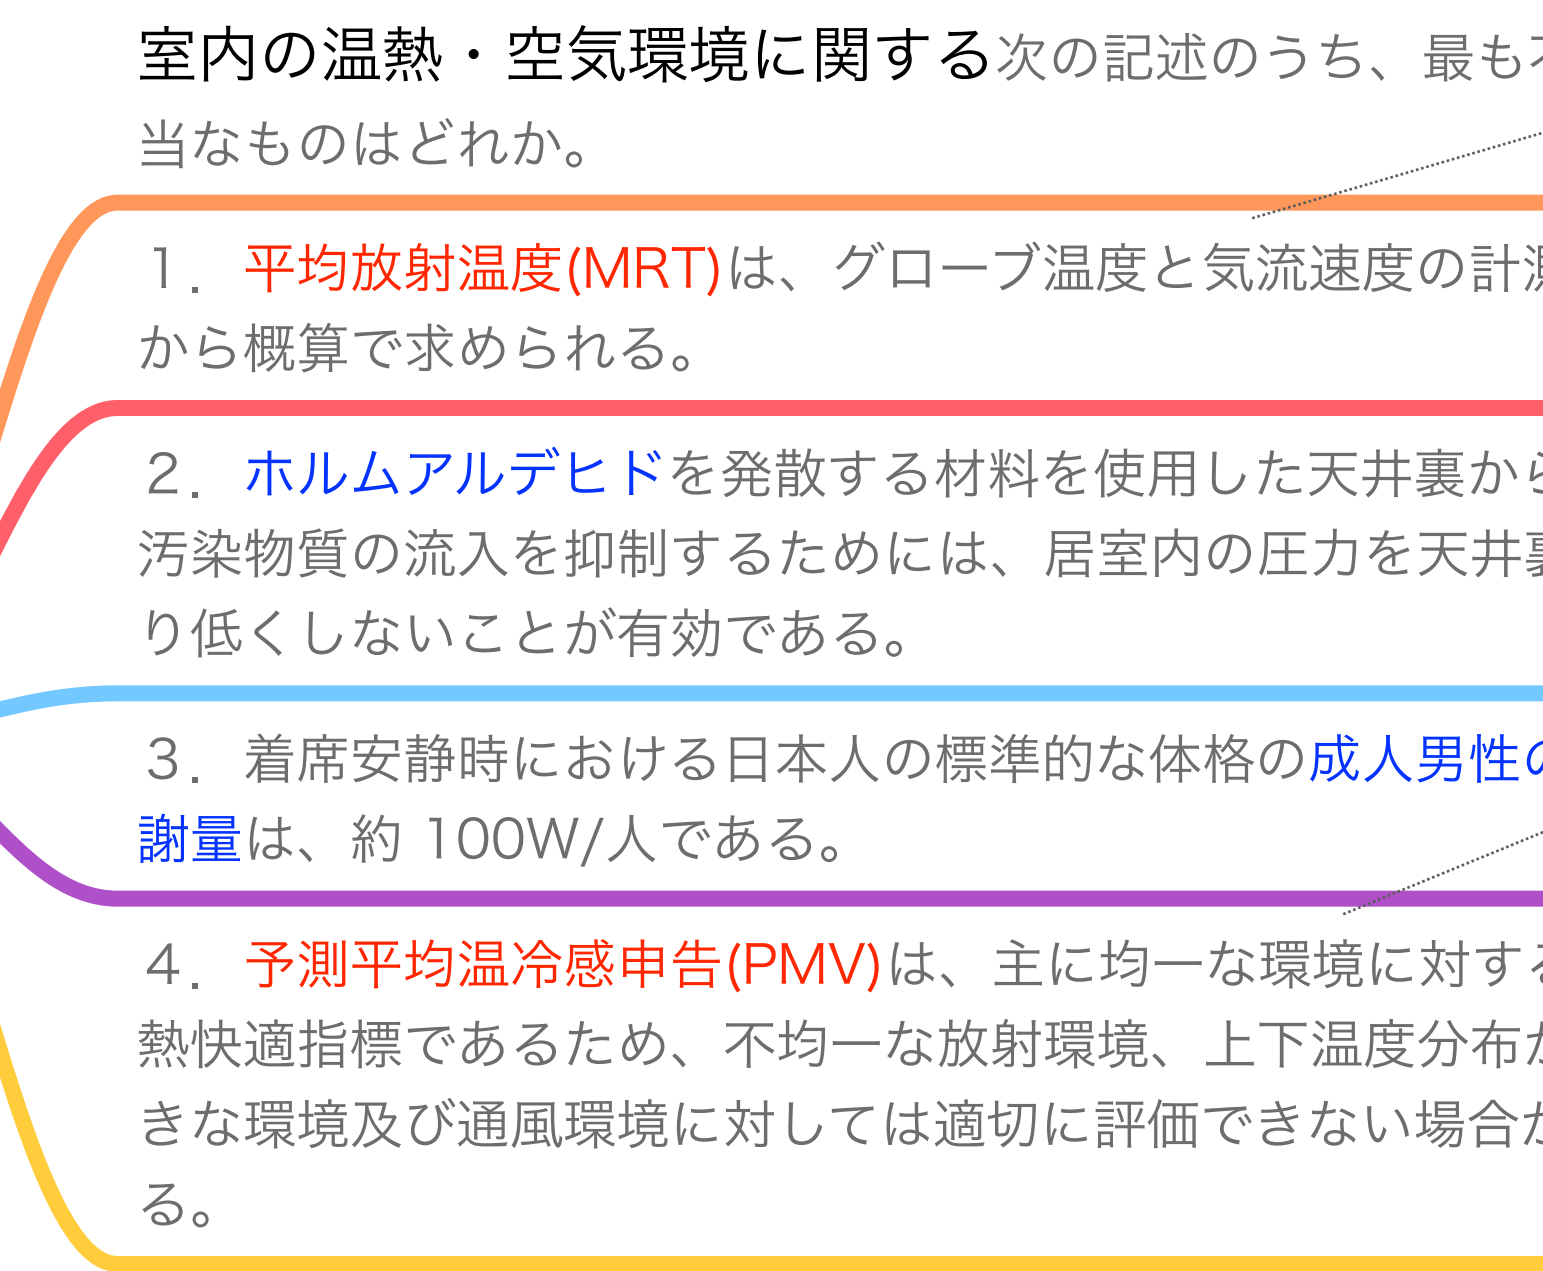 室内の温熱・空気環境に関する次の記述のうち、最も
当なものはどれか。
1． 平均放射温度(MRT)は、グローブ温度と気流速度の計
から概算で求められる。
2． ホルムアルデヒドを発散する材料を使用した天井裏か
汚染物質の流入を抑制するためには、居室内の圧力を天井
り低くしないことが有効である。
3． 着席安静時における日本人の標準的な体格の成人男性
謝量は、約 100W/人である。
4． 予測平均温冷感申告(PMV)は、主に均一な環境に対す
熱快適指標であるため、不均一な放射環境、上下温度分布
きな環境及び通風環境に対しては適切に評価できない場合
る。